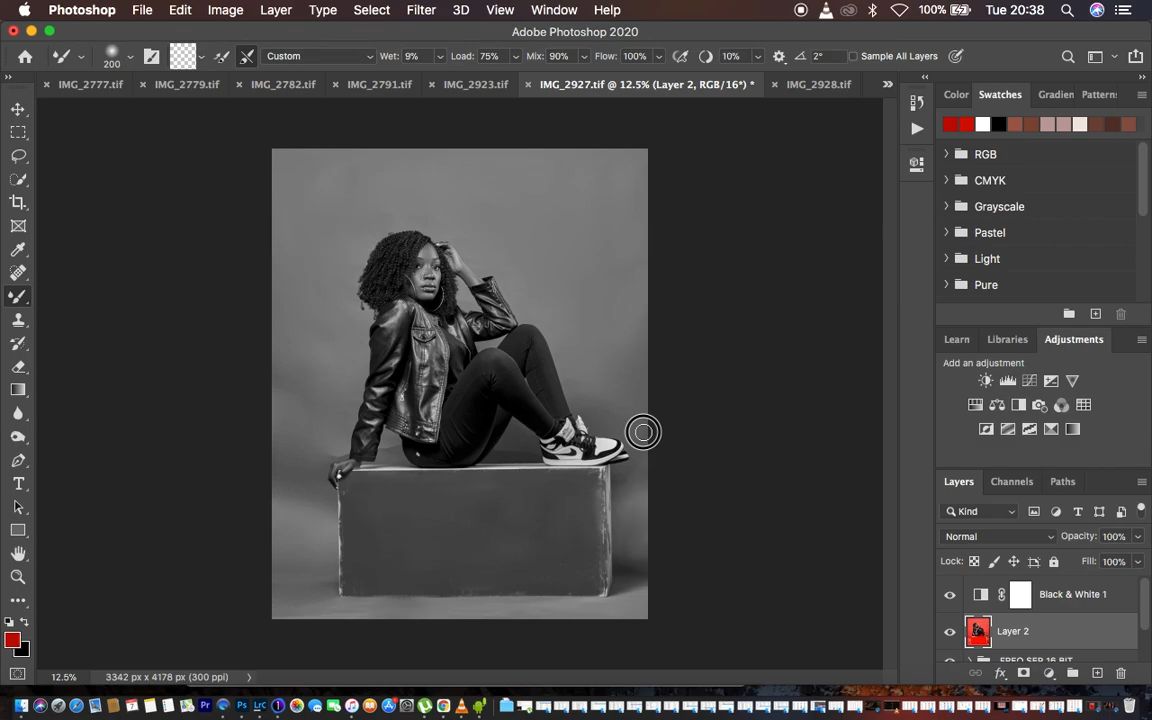 Photoshop File Edit Image Layer Type Select Filter 3D View Window Help 100% Tue 20:38
Adobe Photoshop 2020
200 Custom Wet: 9% Load: 75% Mix: 90% Flow: 100% 10% 2° Sample All Layers
IMG_2777.tif IMG_2779.tif IMG_2782.tif IMG_2791.tif IMG_2923.tif IMG_2927.tif @ 12.5% (Layer 2, RGB/16*) * IMG_2928.tif
Color Swatches Gradien Patterns
RGB
CMYK
Grayscale
Pastel
Light
Pure
Learn Libraries Adjustments
Add an adjustment
Layers Channels Paths
Kind
Normal Opacity: 100%
Lock: Fill: 100%
Black & White 1
Layer 2
FREQ SEP 16 BIT
12.5% 3342 px x 4178 px (300 ppi)